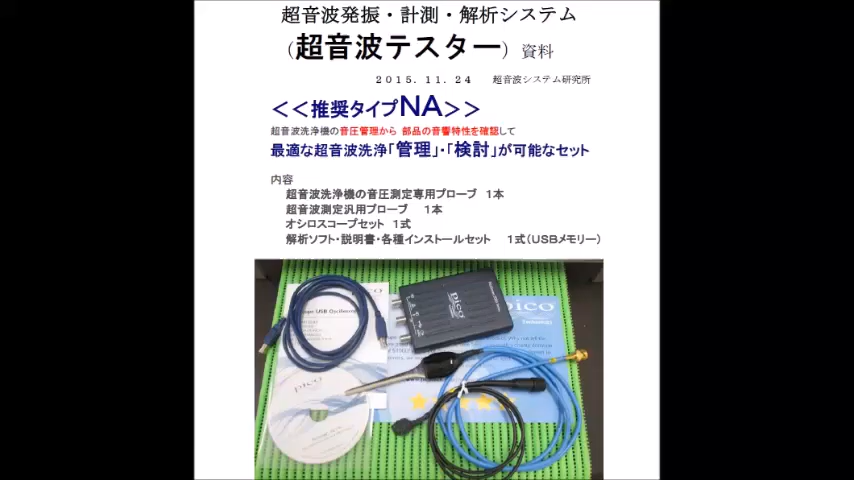 超音波発振・計測・解析システム
（超音波テスター）資料
２０１５．１１．２４　超音波システム研究所
＜＜推奨タイプNA＞＞
超音波洗浄機の音圧管理から 部品の音響特性を確認して
最適な超音波洗浄「管理」・「検討」が可能なセット
内容
超音波洗浄機の音圧測定専用プローブ　１本
超音波測定汎用プローブ　１本
オシロスコープセット　１式
解析ソフト・説明書・各種インストールセット　１式（ＵＳＢメモリー）
pico
pico
Technology
USB Oscillosc
pico